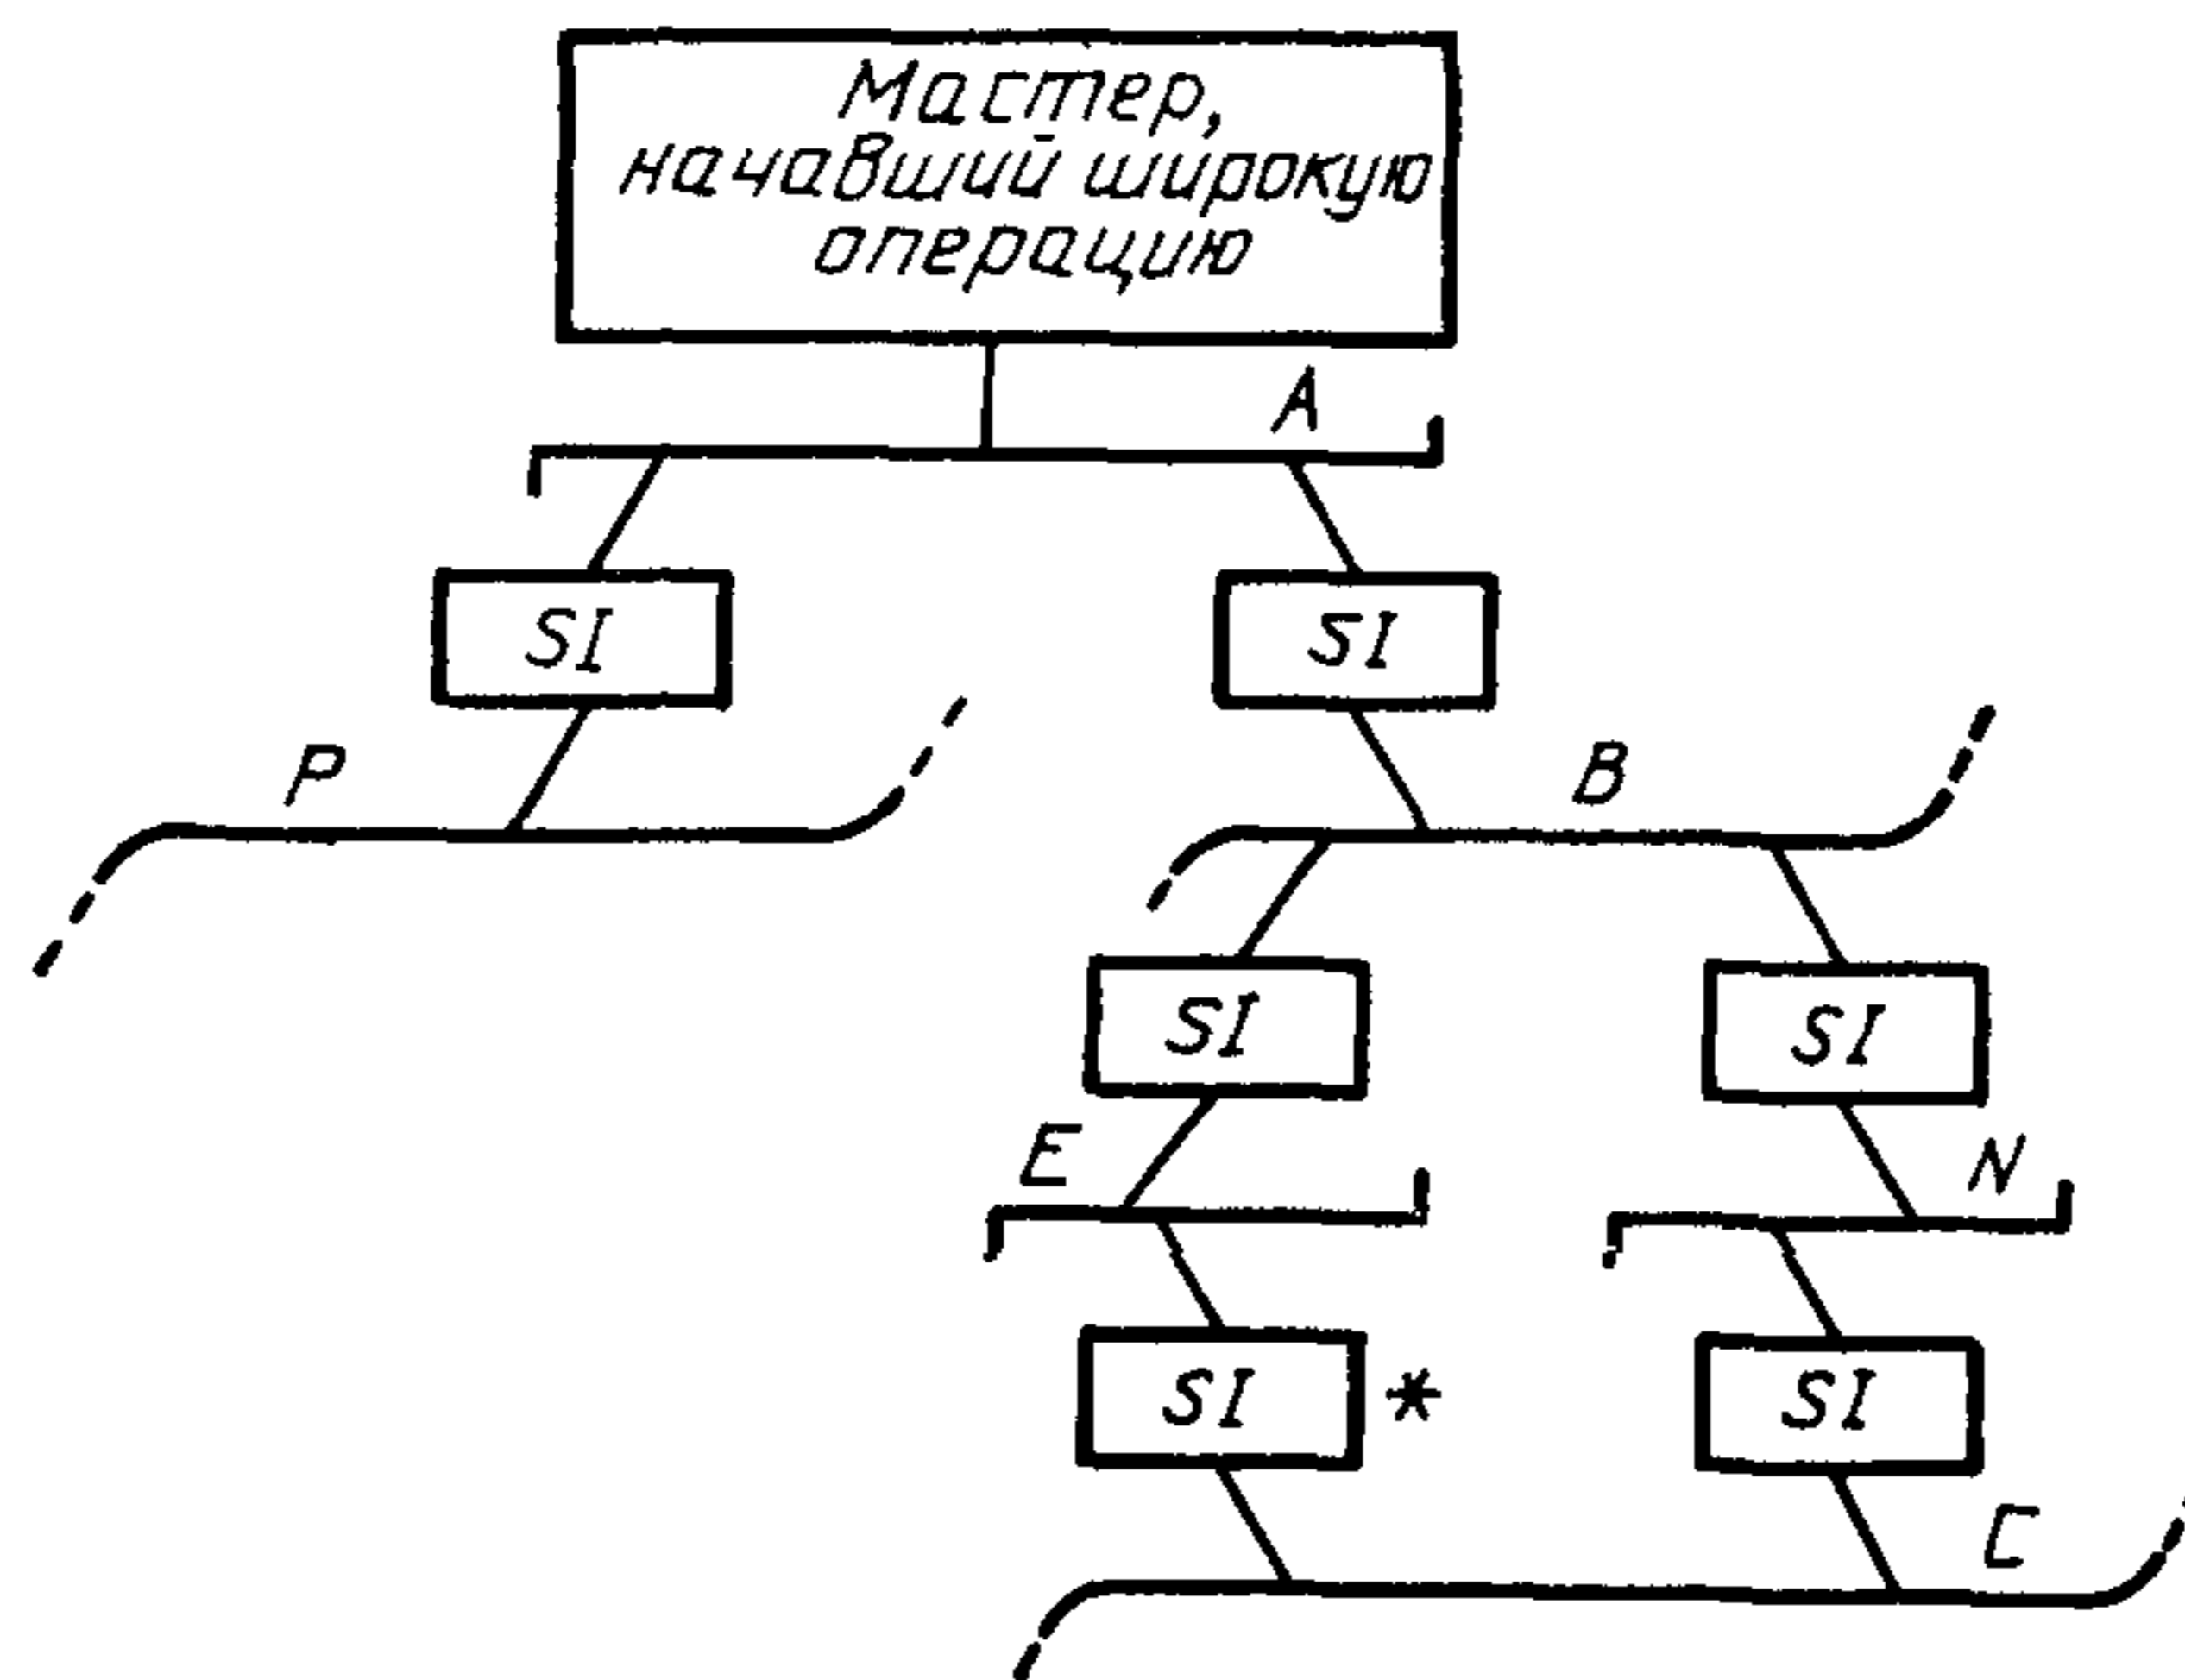 Мастер,
начавший широкую
операцию
A
SI
SI
P
B
SI
SI
E
N
SI *
SI
C